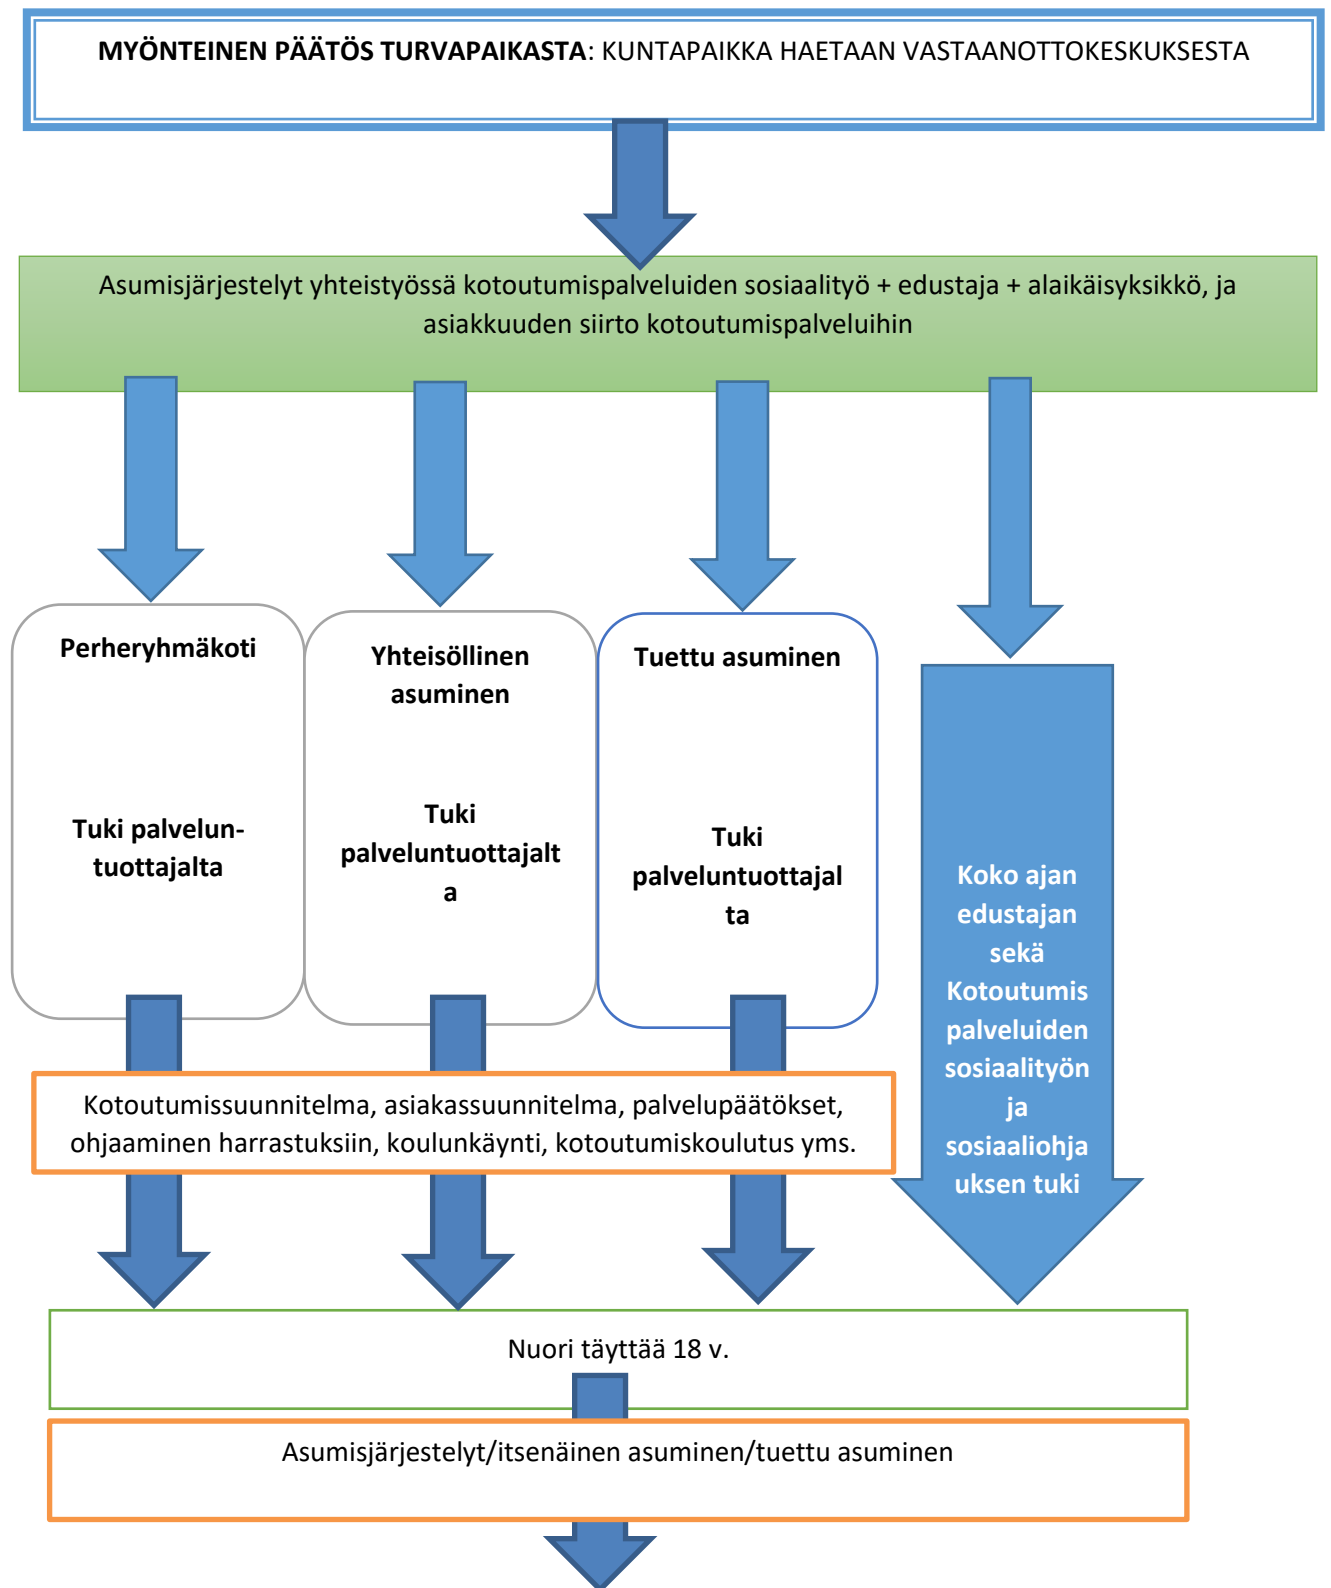 MYÖNTEINEN PÄÄTÖS TURVAPAIKASTA: KUNTAPAIKKA HAETAAN VASTAANOTTOKESKUKSESTA
Asumisjärjestelyt yhteistyössä kotoutumispalveluiden sosiaalityö + edustaja + alaikäisyksikkö, ja
asiakkuuden siirto kotoutumispalveluihin
Perheryhmäkoti
Tuki palvelun-
tuottajalta
Yhteisöllinen
asuminen
Tuki
palveluntuottajalt
a
Tuettu asuminen
Tuki
palveluntuottajal
ta
Koko ajan
edustajan
sekä
Kotoutumis
palveluiden
sosiaalityön
ja
sosiaaliohja
uksen tuki
Kotoutumissuunnitelma, asiakassuunnitelma, palvelupäätökset,
ohjaaminen harrastuksiin, koulunkäynti, kotoutumiskoulutus yms.
Nuori täyttää 18 v.
Asumisjärjestelyt/itsenäinen asuminen/tuettu asuminen